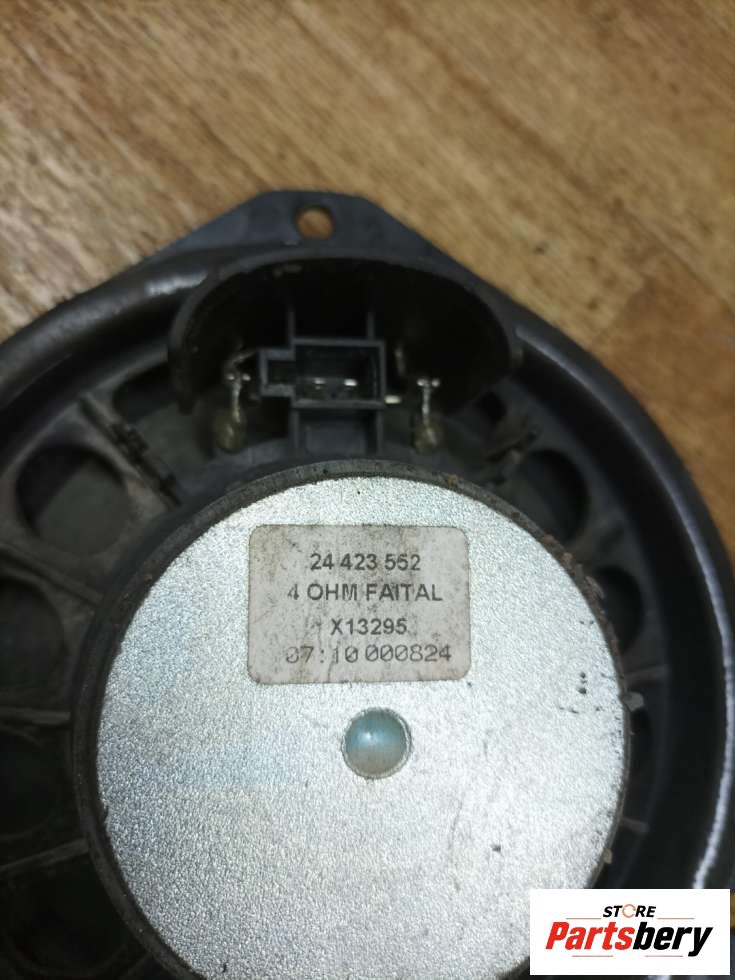 24 423 552
4 OHM FAITAL
X13295
07:10 000824
STORE
Partsbery